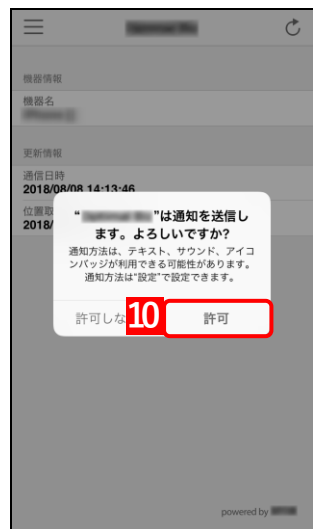 機器情報
機器名
更新情報
通信日時
2018/08/08 14:13:46
位置取
2018/
“ ”は通知を送信し
ます。よろしいですか?
通知方法は、テキスト、サウンド、アイコ
ンバッジが利用できる可能性があります。
通知方法は“設定”で設定できます。
許可しな
10
許可
powered by